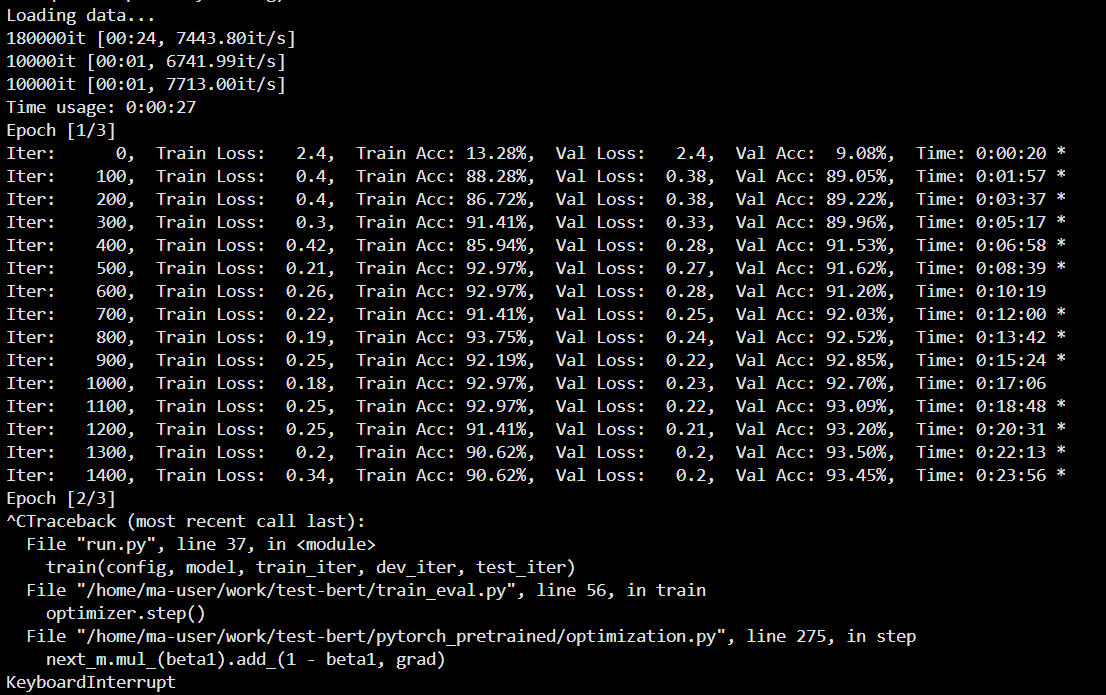 Loading data...
180000it [00:24, 7443.80it/s]
10000it [00:01, 6741.99it/s]
10000it [00:01, 7713.00it/s]
Time usage: 0:00:27
Epoch [1/3]
Iter:      0,  Train Loss:   2.4,  Train Acc: 13.28%,  Val Loss:   2.4,  Val Acc:  9.08%,  Time: 0:00:20 *
Iter:    100,  Train Loss:   0.4,  Train Acc: 88.28%,  Val Loss:  0.38,  Val Acc: 89.05%,  Time: 0:01:57 *
Iter:    200,  Train Loss:   0.4,  Train Acc: 86.72%,  Val Loss:  0.38,  Val Acc: 89.22%,  Time: 0:03:37 *
Iter:    300,  Train Loss:   0.3,  Train Acc: 91.41%,  Val Loss:  0.33,  Val Acc: 89.96%,  Time: 0:05:17 *
Iter:    400,  Train Loss:  0.42,  Train Acc: 85.94%,  Val Loss:  0.28,  Val Acc: 91.53%,  Time: 0:06:58 *
Iter:    500,  Train Loss:  0.21,  Train Acc: 92.97%,  Val Loss:  0.27,  Val Acc: 91.62%,  Time: 0:08:39 *
Iter:    600,  Train Loss:  0.26,  Train Acc: 92.97%,  Val Loss:  0.28,  Val Acc: 91.20%,  Time: 0:10:19
Iter:    700,  Train Loss:  0.22,  Train Acc: 91.41%,  Val Loss:  0.25,  Val Acc: 92.03%,  Time: 0:12:00 *
Iter:    800,  Train Loss:  0.19,  Train Acc: 93.75%,  Val Loss:  0.24,  Val Acc: 92.52%,  Time: 0:13:42 *
Iter:    900,  Train Loss:  0.25,  Train Acc: 92.19%,  Val Loss:  0.22,  Val Acc: 92.85%,  Time: 0:15:24 *
Iter:   1000,  Train Loss:  0.18,  Train Acc: 92.97%,  Val Loss:  0.23,  Val Acc: 92.70%,  Time: 0:17:06
Iter:   1100,  Train Loss:  0.25,  Train Acc: 92.97%,  Val Loss:  0.22,  Val Acc: 93.09%,  Time: 0:18:48 *
Iter:   1200,  Train Loss:  0.25,  Train Acc: 91.41%,  Val Loss:  0.21,  Val Acc: 93.20%,  Time: 0:20:31 *
Iter:   1300,  Train Loss:   0.2,  Train Acc: 90.62%,  Val Loss:   0.2,  Val Acc: 93.50%,  Time: 0:22:13 *
Iter:   1400,  Train Loss:  0.34,  Train Acc: 90.62%,  Val Loss:   0.2,  Val Acc: 93.45%,  Time: 0:23:56 *
Epoch [2/3]
^CTraceback (most recent call last):
  File "run.py", line 37, in <module>
    train(config, model, train_iter, dev_iter, test_iter)
  File "/home/ma-user/work/test-bert/train_eval.py", line 56, in train
    optimizer.step()
  File "/home/ma-user/work/test-bert/pytorch_pretrained/optimization.py", line 275, in step
    next_m.mul_(beta1).add_(1 - beta1, grad)
KeyboardInterrupt